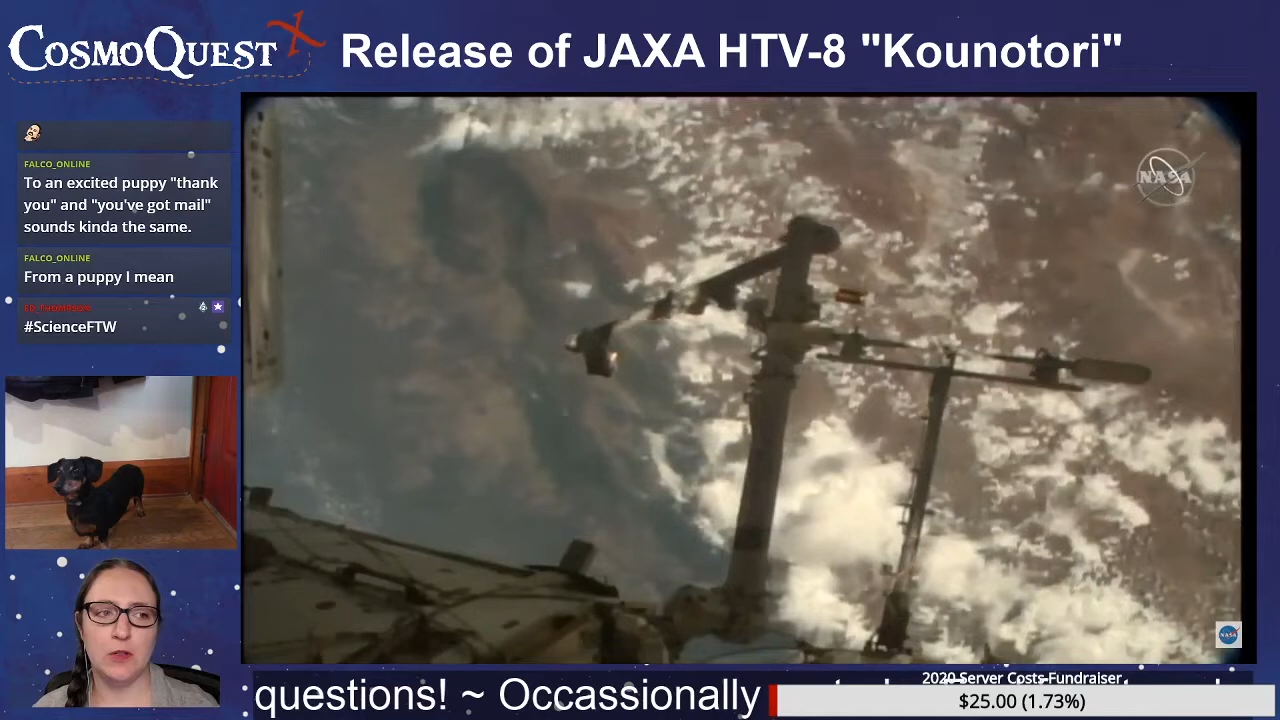 CosmoQuest X
Release of JAXA HTV-8 "Kounotori"
FALCO_ONLINE
To an excited puppy "thank
you" and "you've got mail"
sounds kinda the same.
FALCO_ONLINE
From a puppy I mean
ED_THOMPSON
#ScienceFTW
NASA
NASA
questions! ~ Occassionally
2020 Server Costs Fundraiser
$25.00 (1.73%)